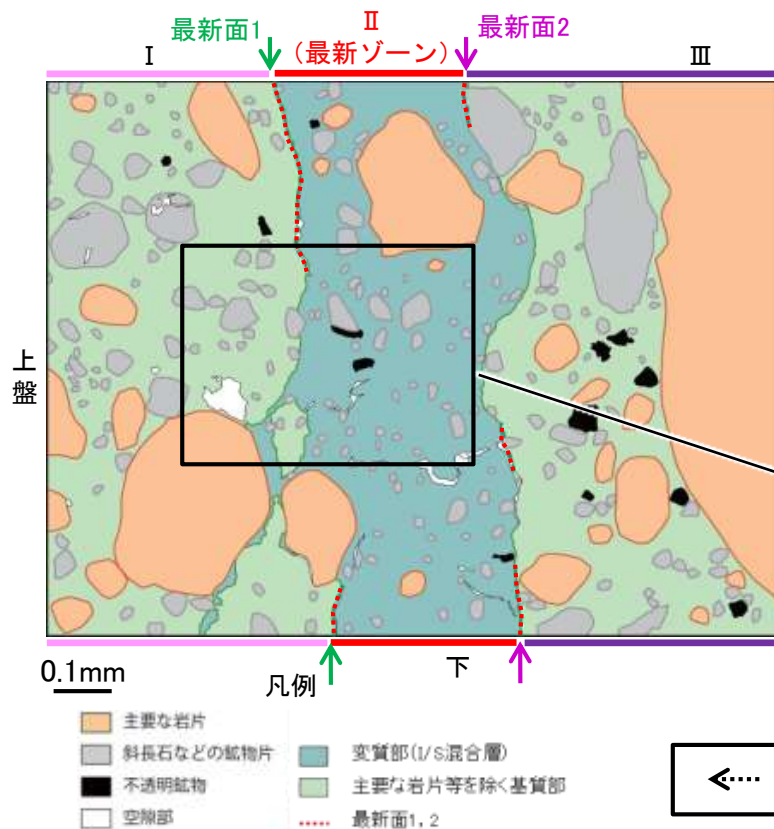 最新面1
Ⅱ
(最新ゾーン)
最新面2
Ⅰ
Ⅲ
上
盤
0.1mm
凡例
下
主要な岩片
斜長石などの鉱物片
不透明鉱物
空隙部
変質部(I/S混合層)
主要な岩片等を除く基質部
最新面1, 2